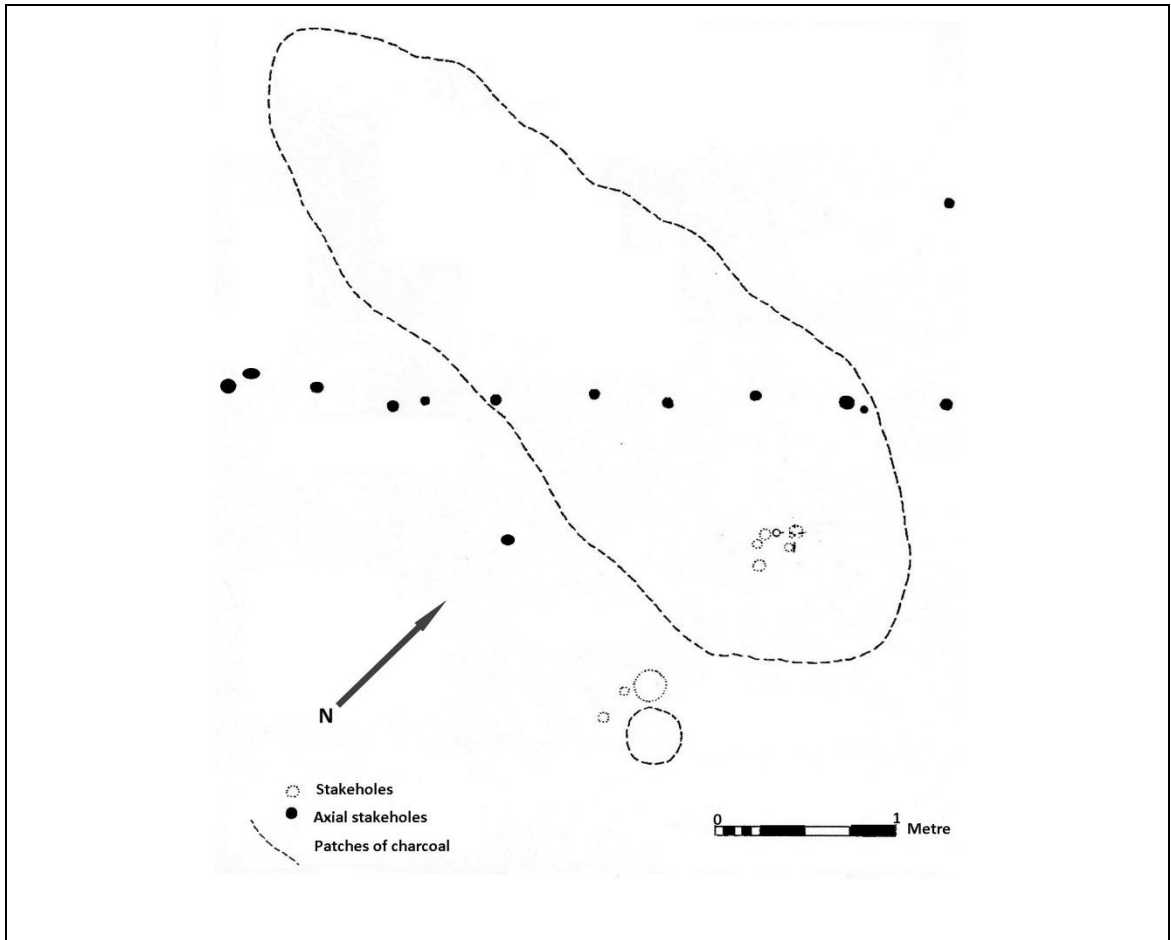 N
Stakeholes
Axial stakeholes
Patches of charcoal
0 1
Metre